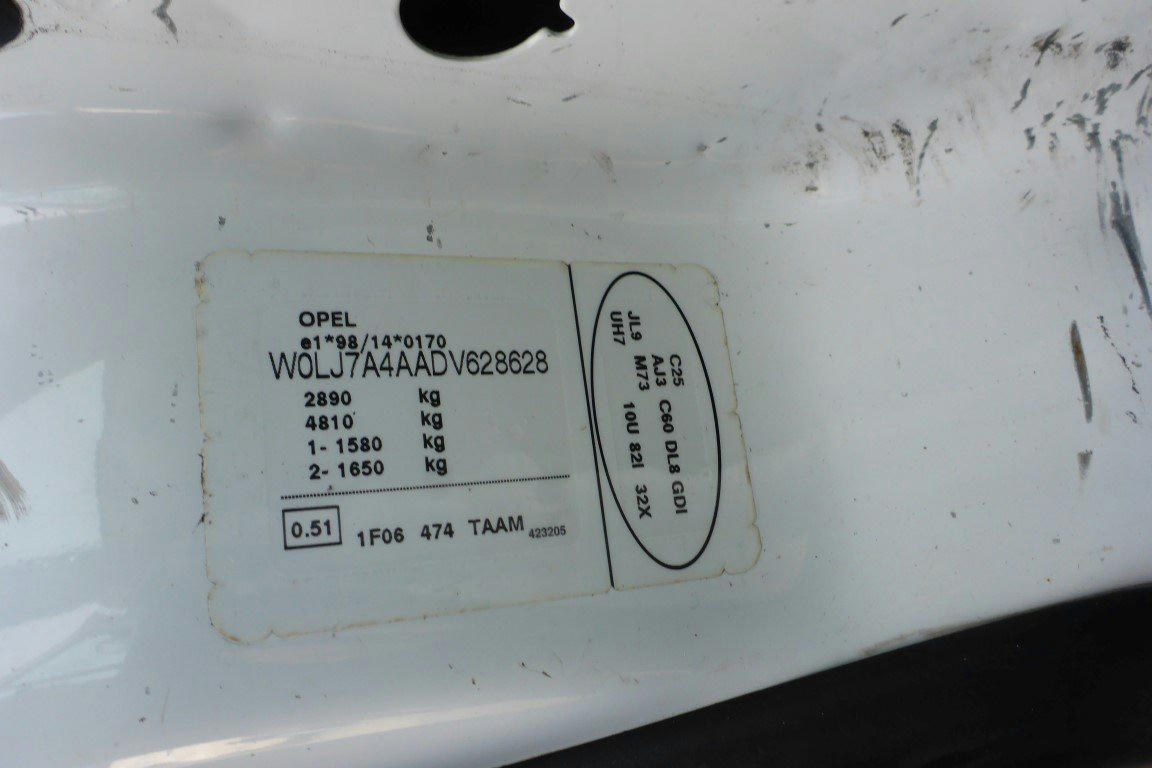 OPEL
e1*98/14*0170
W0LJ7A4AADV628628
2890 kg
4810 kg
1- 1580 kg
2- 1650 kg
0.51 1F06 474 TAAM 423205
C25
AJ3 C60 DL8 GDI
JL9 M73 10U 82I 32X
UH7